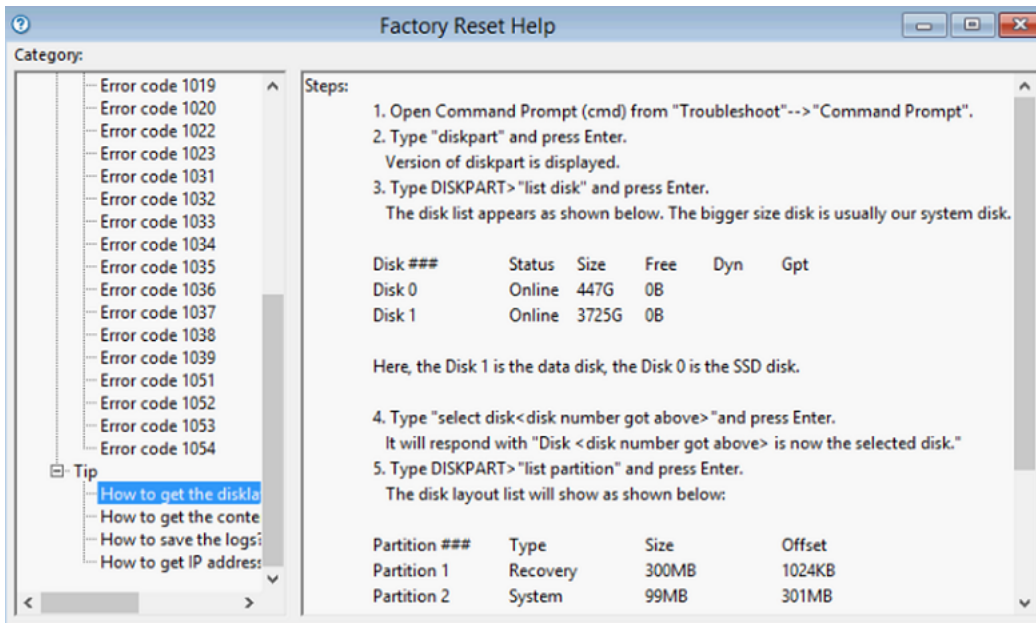 Factory Reset Help
Category:
Error code 1019
Error code 1020
Error code 1022
Error code 1023
Error code 1031
Error code 1032
Error code 1033
Error code 1034
Error code 1035
Error code 1036
Error code 1037
Error code 1038
Error code 1039
Error code 1051
Error code 1052
Error code 1053
Error code 1054
Tip
How to get the diskla
How to get the conte
How to save the logs?
How to get IP address
Steps:
1. Open Command Prompt (cmd) from "Troubleshoot"-->"Command Prompt".
2. Type "diskpart" and press Enter.
Version of diskpart is displayed.
3. Type DISKPART>"list disk" and press Enter.
The disk list appears as shown below. The bigger size disk is usually our system disk.
Disk ### Status Size Free Dyn Gpt
Disk 0 Online 447G 0B
Disk 1 Online 3725G 0B
Here, the Disk 1 is the data disk, the Disk 0 is the SSD disk.
4. Type "select disk<disk number got above>"and press Enter.
It will respond with "Disk <disk number got above> is now the selected disk."
5. Type DISKPART>"list partition" and press Enter.
The disk layout list will show as shown below:
Partition ### Type Size Offset
Partition 1 Recovery 300MB 1024KB
Partition 2 System 99MB 301MB